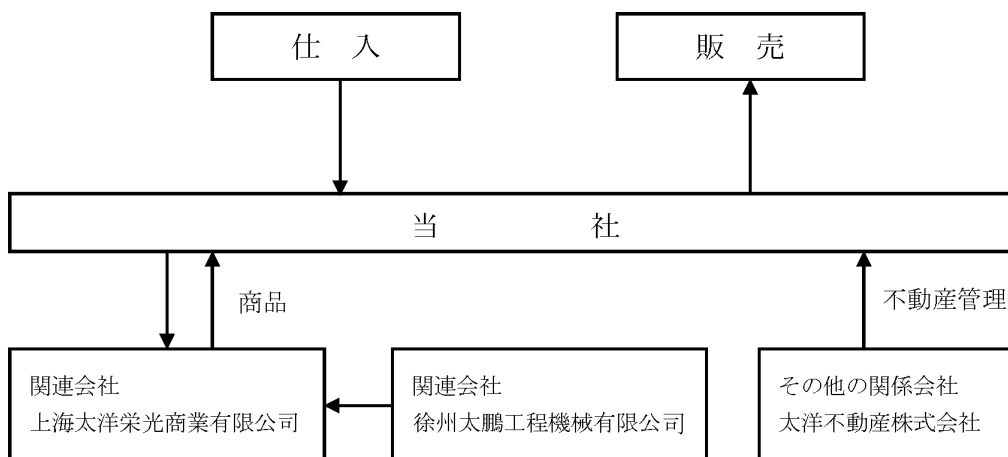 仕　入
販　売
当　　　　　社
商品
不動産管理
関連会社
上海太洋栄光商業有限公司
関連会社
徐州太鵬工程機械有限公司
その他の関係会社
太洋不動産株式会社